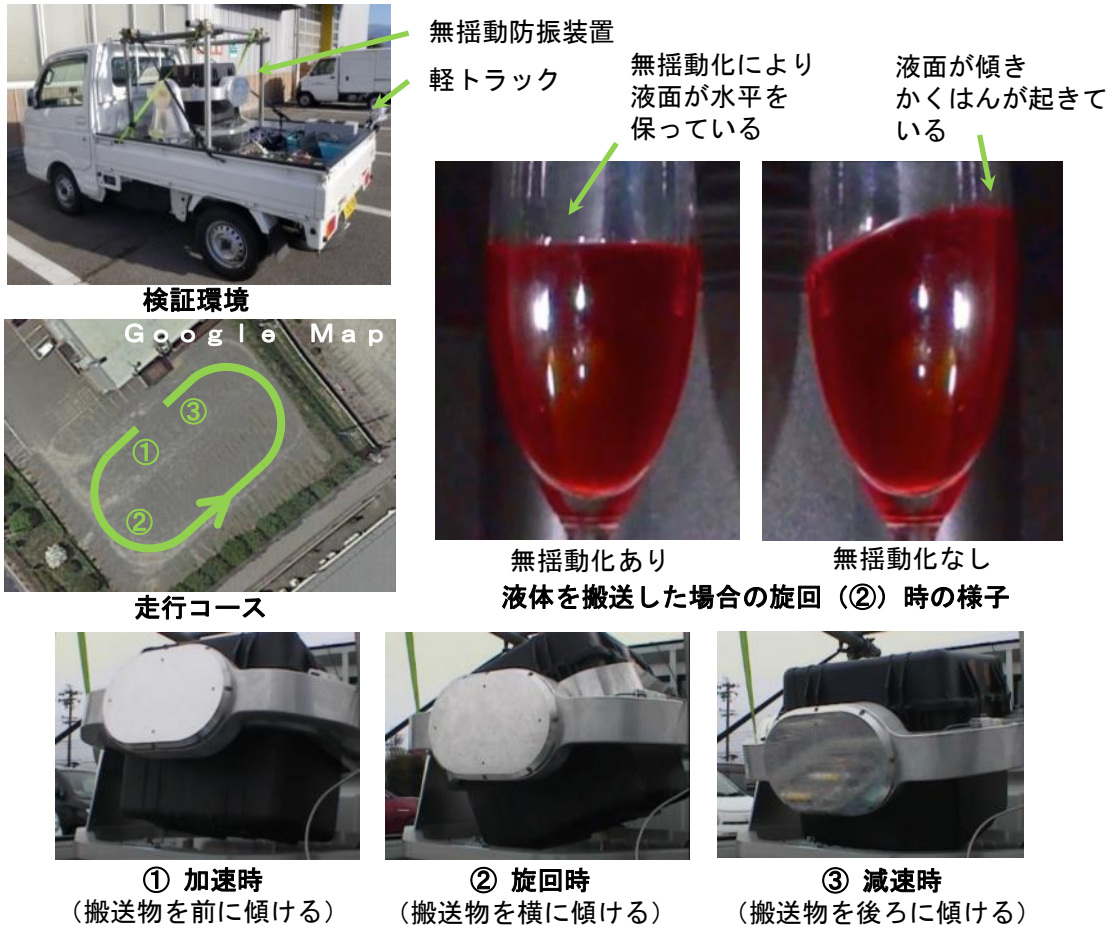 無揺動防振装置
軽トラック
無揺動化により
液面が水平を
保っている
液面が傾き
かくはんが起きて
いる
検証環境
Google Map
①
②
③
走行コース
無揺動化あり
無揺動化なし
液体を搬送した場合の旋回（②）時の様子
① 加速時
（搬送物を前に傾ける）
② 旋回時
（搬送物を横に傾ける）
③ 減速時
（搬送物を後ろに傾ける）